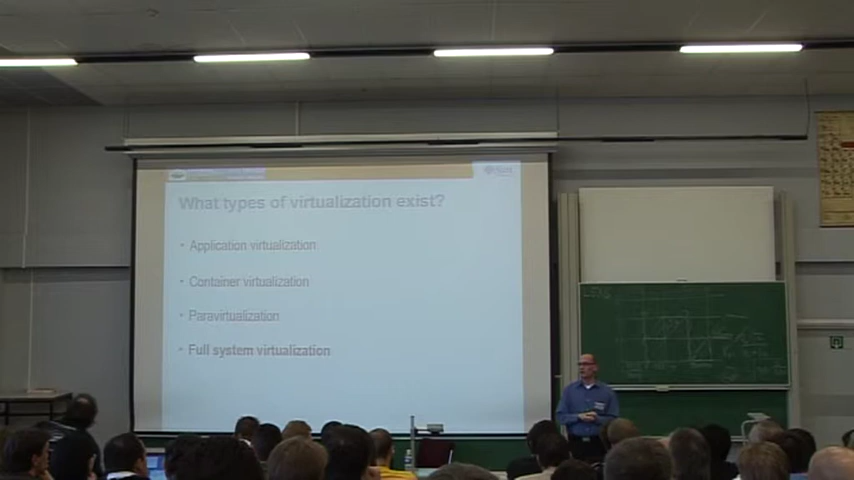 What types of virtualization exist?
• Application virtualization
• Container virtualization
• Paravirtualization
• Full system virtualization